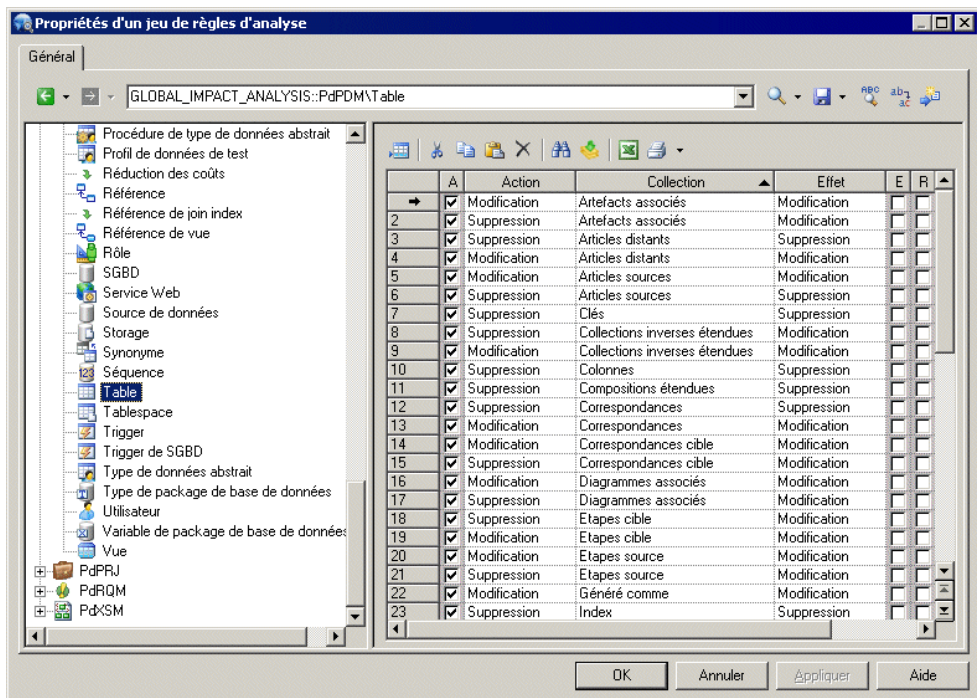 Propriétés d'un jeu de règles d'analyse
Général
GLOBAL_IMPACT_ANALYSIS::PdPDM\Table
Procédure de type de données abstrait
Profil de données de test
Réduction des coûts
Référence
Référence de join index
Référence de vue
Rôle
SGBD
Service Web
Source de données
Storage
Synonyme
Séquence
Table
Tablespace
Trigger
Trigger de SGBD
Type de données abstrait
Type de package de base de données
Utilisateur
Variable de package de base de données
Vue
PdPRJ
PdRQM
PdXSM
A Action Collection Effet E R
Modification Artefacts associés Modification
2 Suppression Artefacts associés Modification
3 Suppression Articles distants Suppression
4 Modification Articles distants Modification
5 Modification Articles sources Modification
6 Suppression Articles sources Suppression
7 Suppression Clés Suppression
8 Suppression Collections inverses étendues Modification
9 Modification Collections inverses étendues Modification
10 Suppression Colonnes Suppression
11 Suppression Compositions étendues Suppression
12 Suppression Correspondances Suppression
13 Modification Correspondances Modification
14 Modification Correspondances cible Modification
15 Suppression Correspondances cible Modification
16 Modification Diagrammes associés Modification
17 Suppression Diagrammes associés Modification
18 Suppression Etapes cible Modification
19 Modification Etapes cible Modification
20 Modification Etapes source Modification
21 Suppression Etapes source Modification
22 Modification Généré comme Modification
23 Suppression Index Suppression
OK Annuler Appliquer Aide